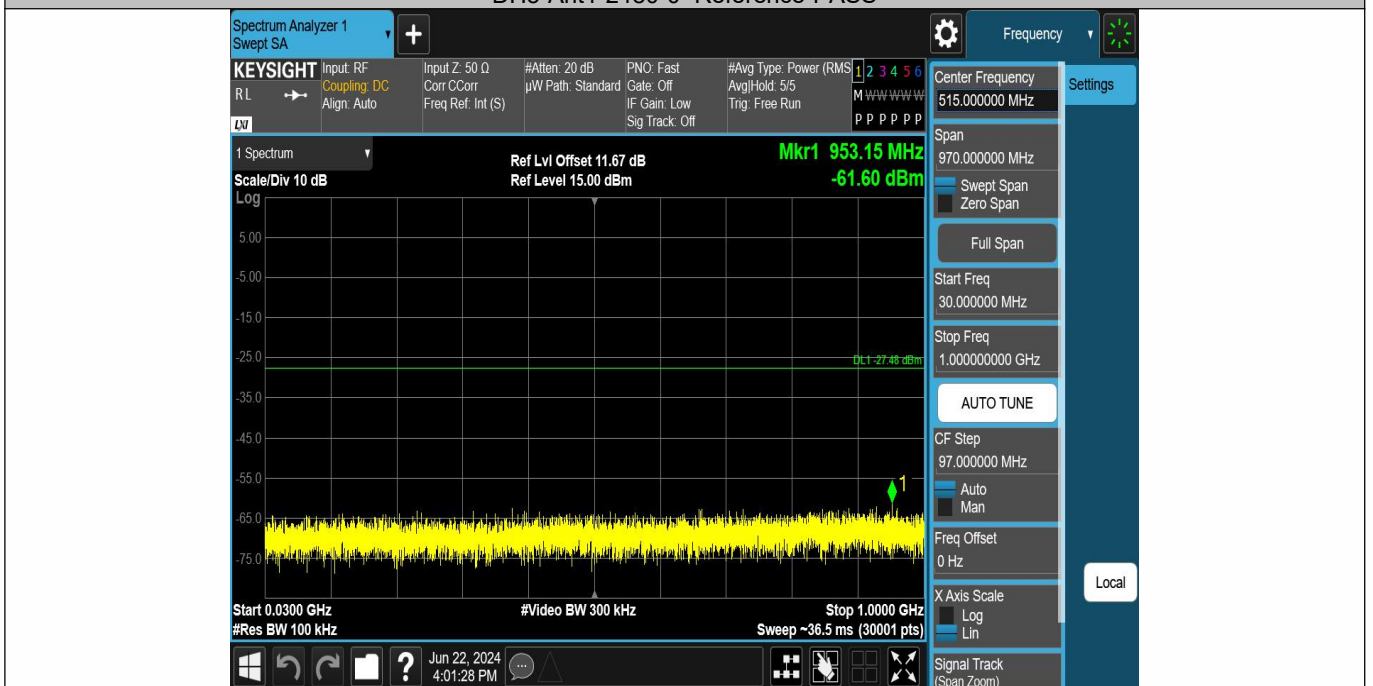 Spectrum Analyzer 1
Swept SA
Frequency
KEYSIGHT
RL
LXI
Input: RF
Coupling: DC
Align: Auto
Input Z: 50 Ω
Corr CCorr
Freq Ref: Int (S)
#Atten: 20 dB
µW Path: Standard
PNO: Fast
Gate: Off
IF Gain: Low
Sig Track: Off
#Avg Type: Power (RMS
Avg|Hold: 5/5
Trig: Free Run
1 2 3 4 5 6
M W W W W W
P P P P P P
1 Spectrum
Scale/Div 10 dB
Log
Ref Lvl Offset 11.67 dB
Ref Level 15.00 dBm
Mkr1 953.15 MHz
-61.60 dBm
5.00
-5.00
-15.0
-25.0
DL1 -27.48 dBm
-35.0
-45.0
-55.0
1
-65.0
-75.0
Start 0.0300 GHz
#Res BW 100 kHz
#Video BW 300 kHz
Stop 1.0000 GHz
Sweep ~36.5 ms (30001 pts)
Center Frequency
515.000000 MHz
Settings
Span
970.000000 MHz
Swept Span
Zero Span
Full Span
Start Freq
30.000000 MHz
Stop Freq
1.000000000 GHz
AUTO TUNE
CF Step
97.000000 MHz
Auto
Man
Freq Offset
0 Hz
X Axis Scale
Log
Lin
Local
Signal Track
(Span Zoom)
?
Jun 22, 2024
4:01:28 PM